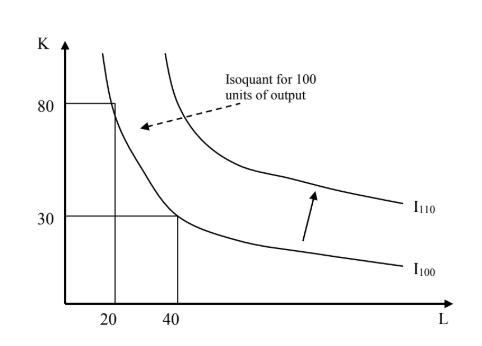 K
Isoquant for 100
units of output
80
30
I110
I100
20 40 L